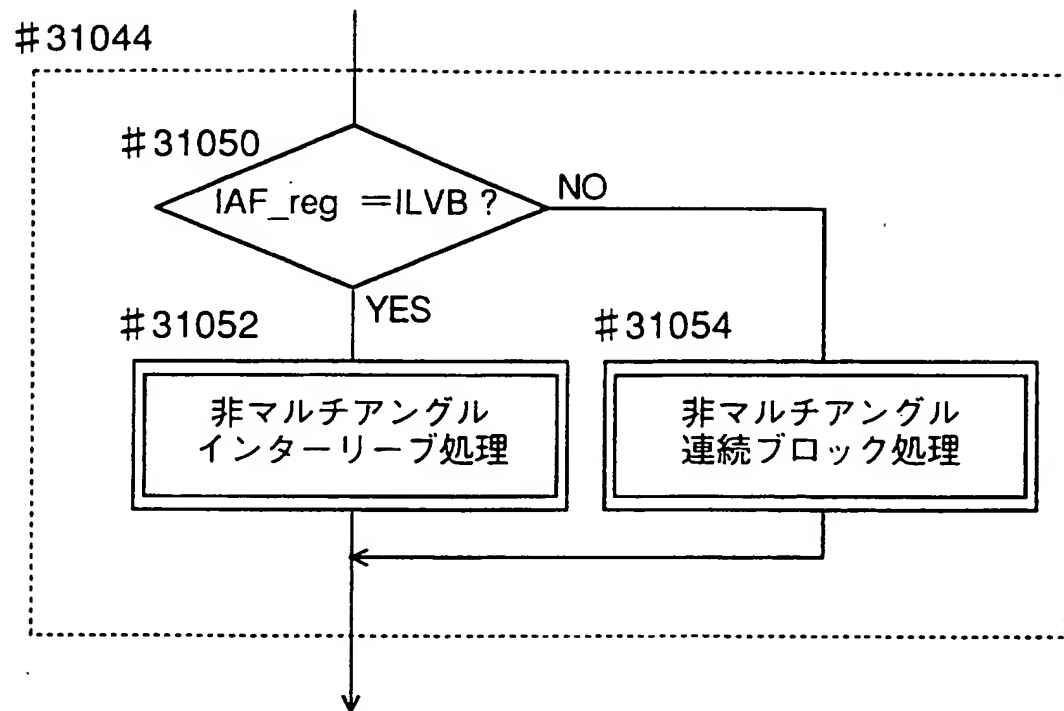 #31044
#31050
IAF_reg =ILVB ?
NO
YES
#31052
#31054
非マルチアングル
インターリーブ処理
非マルチアングル
連続ブロック処理